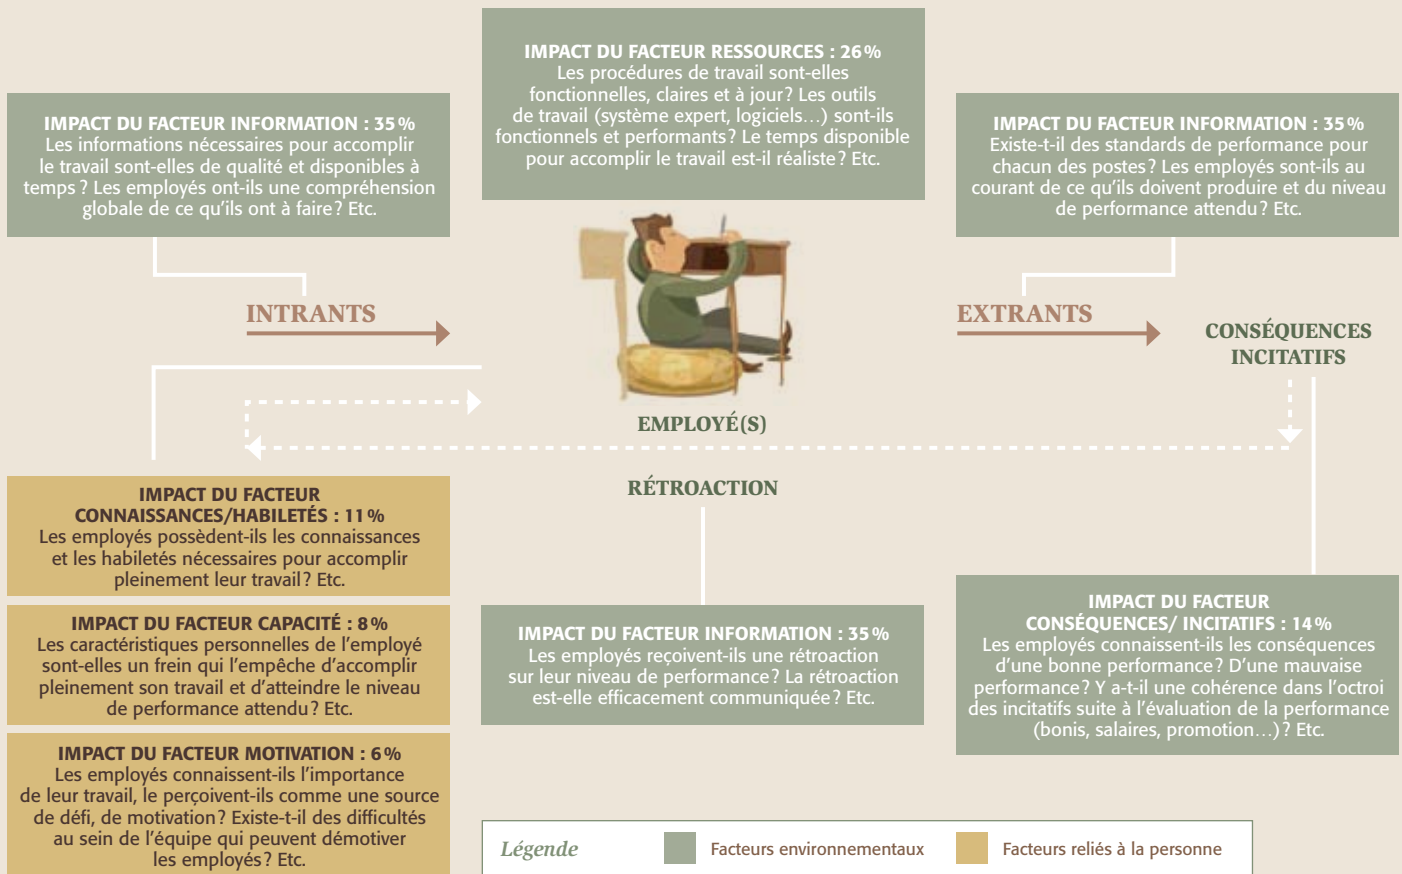 IMPACT DU FACTEUR RESSOURCES : 26 %
Les procédures de travail sont-elles
fonctionnelles, claires et à jour ? Les outils
de travail (système expert, logiciels…) sont-ils
fonctionnels et performants ? Le temps disponible
pour accomplir le travail est-il réaliste ? Etc.
IMPACT DU FACTEUR INFORMATION : 35 %
Les informations nécessaires pour accomplir
le travail sont-elles de qualité et disponibles à
temps ? Les employés ont-ils une compréhension
globale de ce qu’ils ont à faire ? Etc.
IMPACT DU FACTEUR INFORMATION : 35 %
Existe-t-il des standards de performance pour
chacun des postes ? Les employés sont-ils au
courant de ce qu’ils doivent produire et du niveau
de performance attendu ? Etc.
INTRANTS
EXTRANTS
CONSÉQUENCES
INCITATIFS
EMPLOYÉ(S)
RÉTROACTION
IMPACT DU FACTEUR
CONNAISSANCES/HABILETÉS : 11 %
Les employés possèdent-ils les connaissances
et les habiletés nécessaires pour accomplir
pleinement leur travail ? Etc.
IMPACT DU FACTEUR CAPACITÉ : 8 %
Les caractéristiques personnelles de l’employé
sont-elles un frein qui l’empêche d’accomplir
pleinement son travail et d’atteindre le niveau
de performance attendu ? Etc.
IMPACT DU FACTEUR MOTIVATION : 6 %
Les employés connaissent-ils l’importance
de leur travail, le perçoivent-ils comme une source
de défi, de motivation ? Existe-t-il des difficultés
au sein de l’équipe qui peuvent démotiver
les employés ? Etc.
IMPACT DU FACTEUR INFORMATION : 35 %
Les employés reçoivent-ils une rétroaction
sur leur niveau de performance ? La rétroaction
est-elle efficacement communiquée ? Etc.
IMPACT DU FACTEUR
CONSÉQUENCES/ INCITATIFS : 14 %
Les employés connaissent-ils les conséquences
d’une bonne performance ? D’une mauvaise
performance ? Y a-t-il une cohérence dans l’octroi
des incitatifs suite à l’évaluation de la performance
(bonis, salaires, promotion…) ? Etc.
Légende
Facteurs environnementaux
Facteurs reliés à la personne